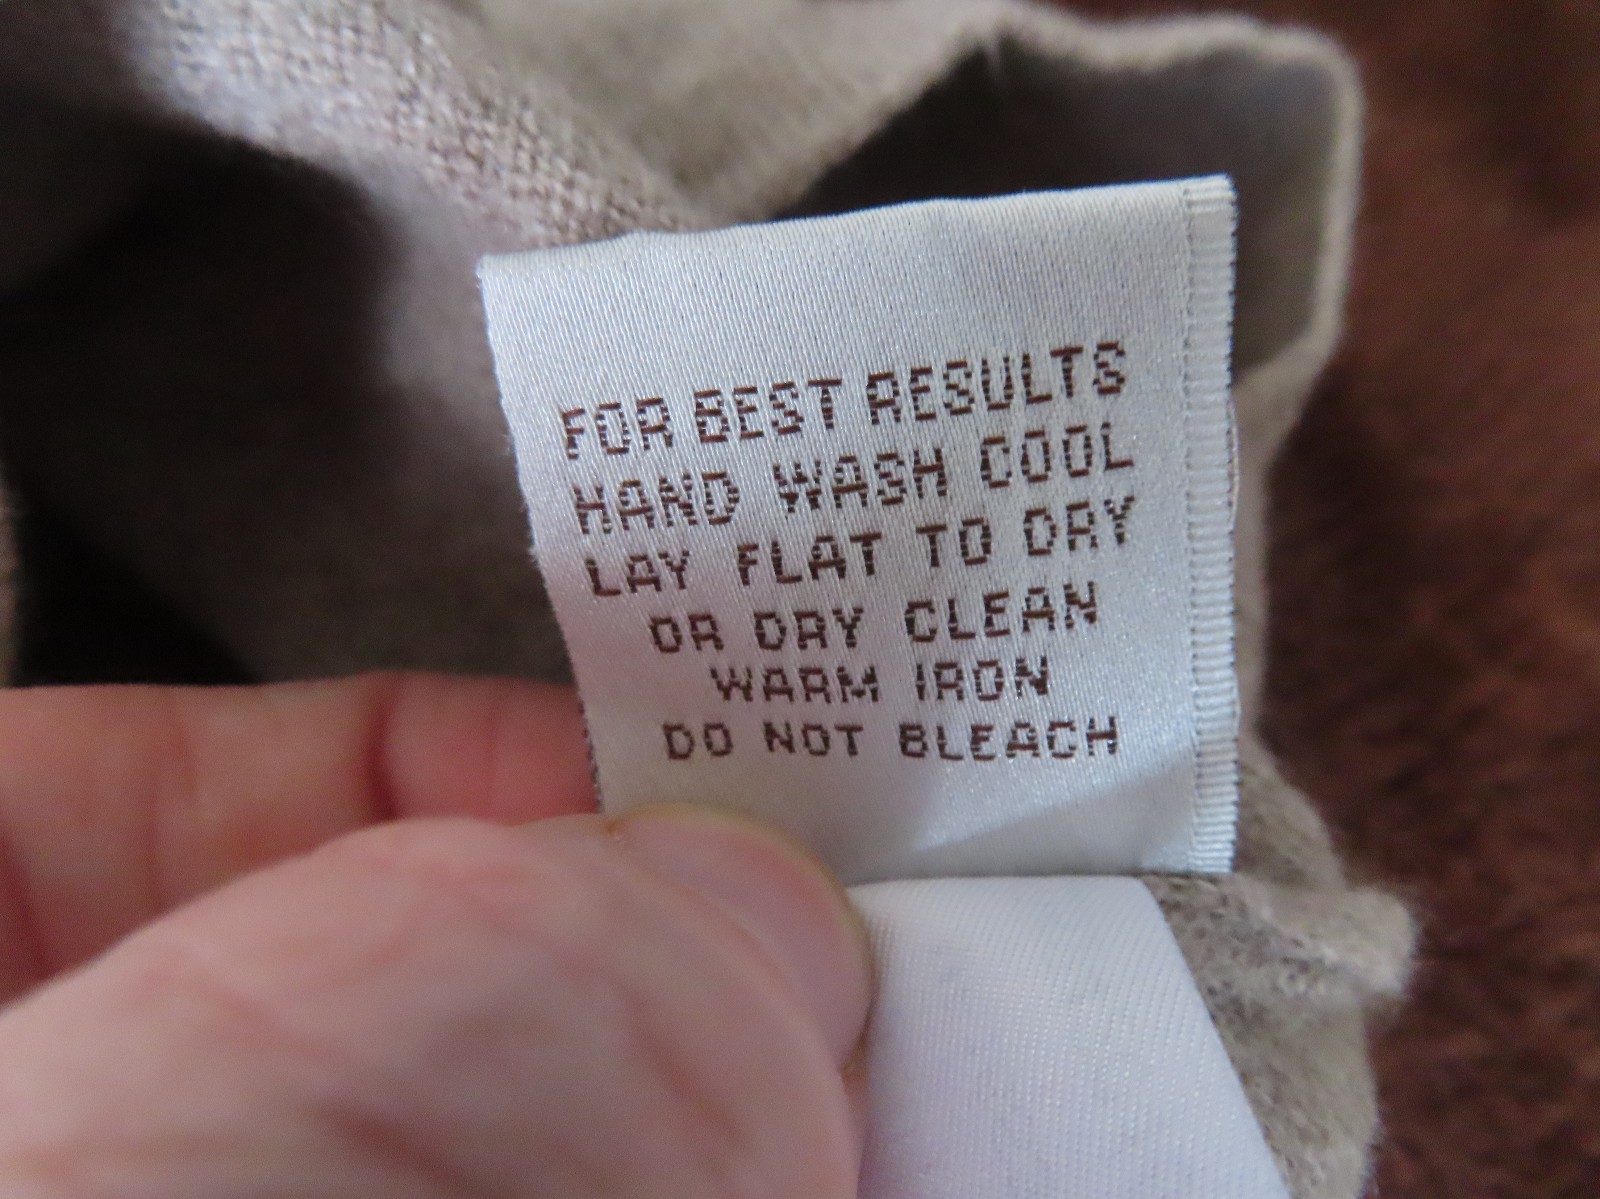 FOR BEST RESULTS
HAND WASH COOL
LAY FLAT TO DRY
OR DRY CLEAN
WARM IRON
DO NOT BLEACH